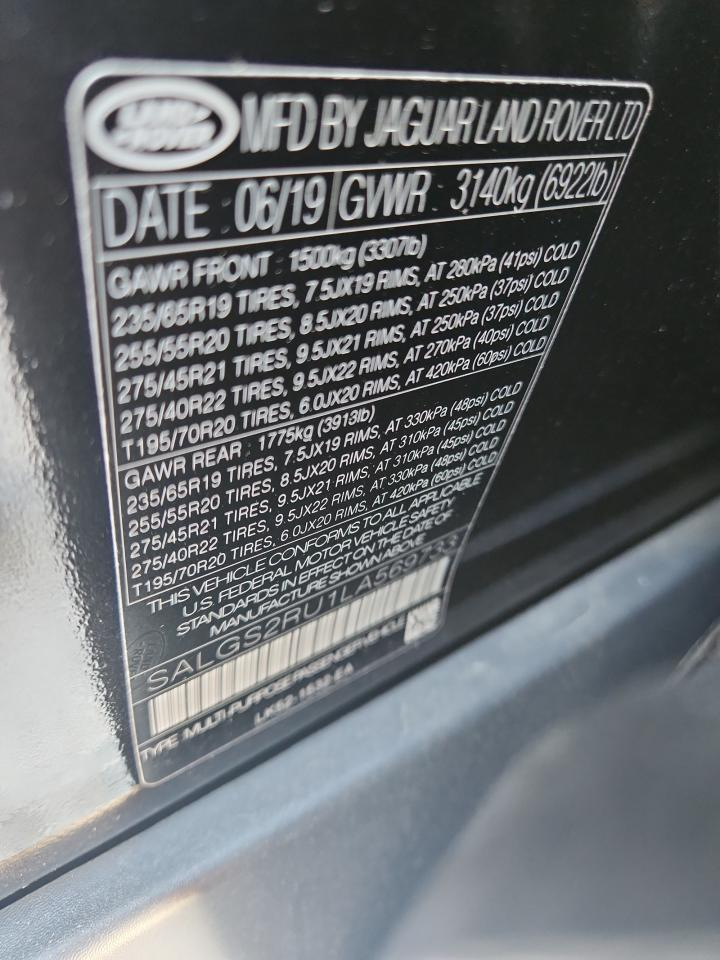 LAND ROVER
MFD BY JAGUAR LAND ROVER LTD
DATE : 06/19 GVWR : 3140kg (6922lb)
GAWR FRONT : 1500kg (3307lb)
235/65R19 TIRES, 7.5JX19 RIMS, AT 280kPa (41psi) COLD
255/55R20 TIRES, 8.5JX20 RIMS, AT 250kPa (37psi) COLD
275/45R21 TIRES, 9.5JX21 RIMS, AT 250kPa (37psi) COLD
275/40R22 TIRES, 9.5JX22 RIMS, AT 270kPa (40psi) COLD
T195/70R20 TIRES, 6.0JX20 RIMS, AT 420kPa (60psi) COLD
GAWR REAR : 1775kg (3913lb)
235/65R19 TIRES, 7.5JX19 RIMS, AT 330kPa (48psi) COLD
255/55R20 TIRES, 8.5JX20 RIMS, AT 310kPa (45psi) COLD
275/45R21 TIRES, 9.5JX21 RIMS, AT 310kPa (45psi) COLD
275/40R22 TIRES, 9.5JX22 RIMS, AT 330kPa (48psi) COLD
T195/70R20 TIRES, 6.0JX20 RIMS, AT 420kPa (60psi) COLD
THIS VEHICLE CONFORMS TO ALL APPLICABLE
U.S. FEDERAL MOTOR VEHICLE SAFETY
STANDARDS IN EFFECT ON THE DATE OF
MANUFACTURE SHOWN ABOVE
SALGS2RU1LA569733
TYPE : MULTI PURPOSE PASSENGER VEHICLE